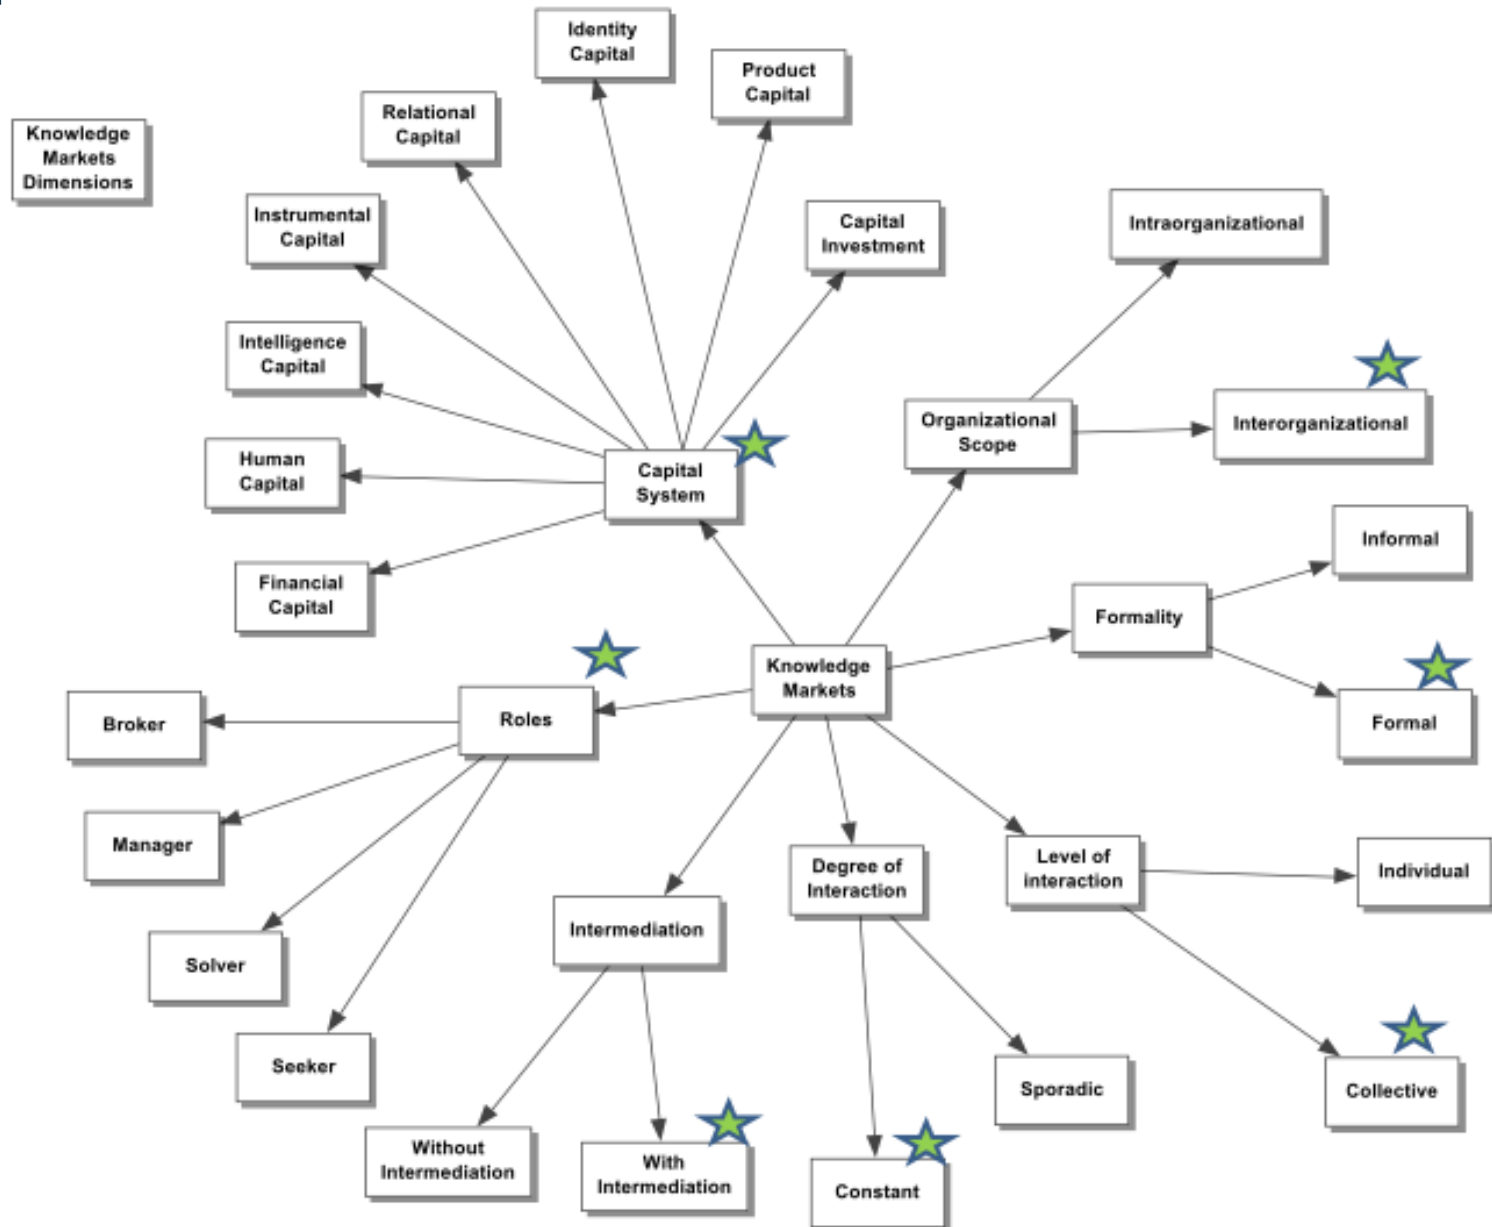 Identity
Capital
Product
Capital
Relational
Capital
Knowledge
Markets
Dimensions
Instrumental
Capital
Capital
Investment
Intraorganizational
Intelligence
Capital
Organizational
Scope
Interorganizational
Human
Capital
Capital
System
Informal
Financial
Capital
Formality
Knowledge
Markets
Roles
Broker
Formal
Manager
Level of
interaction
Individual
Degree of
Interaction
Intermediation
Solver
Seeker
Sporadic
Collective
Without
Intermediation
With
Intermediation
Constant